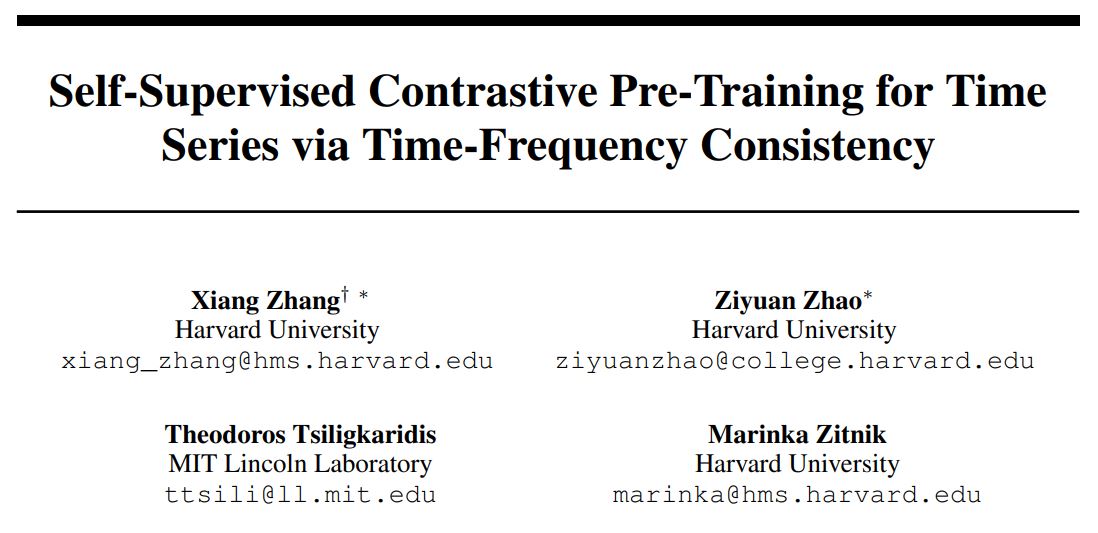 Self-Supervised Contrastive Pre-Training for Time
Series via Time-Frequency Consistency
Xiang Zhang† *
Harvard University
xiang_zhang@hms.harvard.edu
Ziyuan Zhao*
Harvard University
ziyuanzhao@college.harvard.edu
Theodoros Tsiligkaridis
MIT Lincoln Laboratory
ttsili@ll.mit.edu
Marinka Zitnik
Harvard University
marinka@hms.harvard.edu